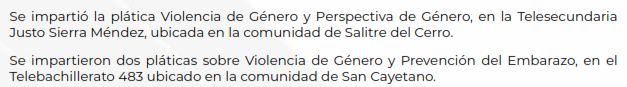 Se impartió la plática Violencia de Género y Perspectiva de Género, en la Telesecundaria
Justo Sierra Méndez, ubicada en la comunidad de Salitre del Cerro.
Se impartieron dos pláticas sobre Violencia de Género y Prevención del Embarazo, en el
Telebachillerato 483 ubicado en la comunidad de San Cayetano.